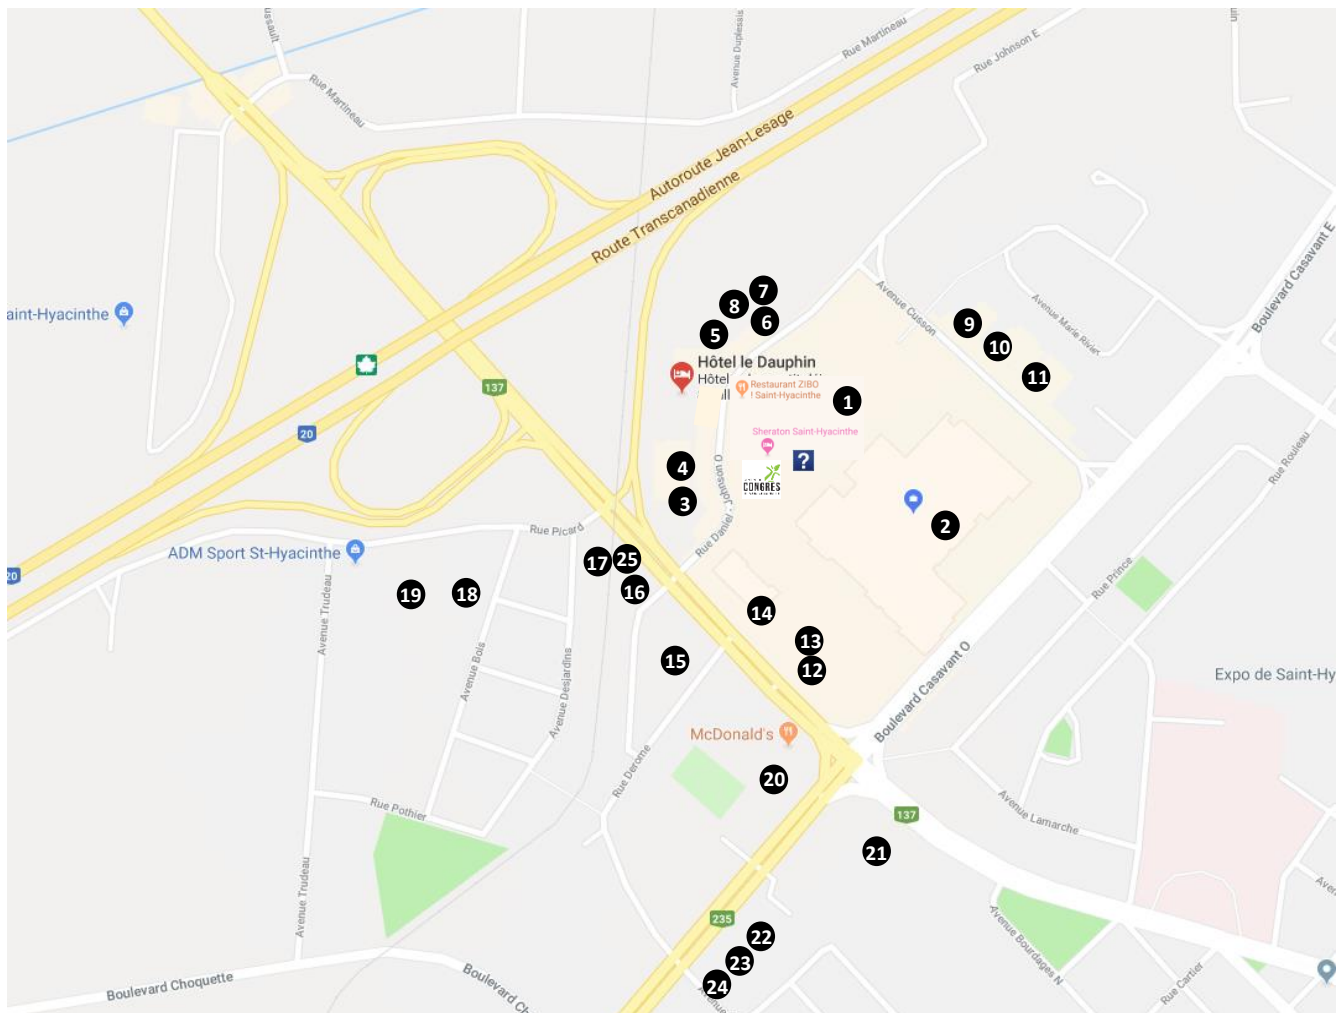 Rue Martineau
Avenue Duplessis
Rue Martineau
Rue Johnson E
Autoroute Jean-Lesage
Route Transcanadienne
Boulevard Casavant E
Avenue Cusson
Avenue Marie Rivier
aint-Hyacinthe
7
8
6
5
9
10
11
Hôtel le Dauphin
Hôtel
Restaurant ZIBO
! Saint-Hyacinthe
1
137
20
Sheraton Saint-Hyacinthe
?
CONGRES
4
3
2
Rue Daniel - Johnson O
Rue Rouleau
Rue Picard
ADM Sport St-Hyacinthe
20
17
25
16
19
18
14
13
12
15
Rue Prince
Avenue Trudeau
Avenue Bois
Avenue Desjardins
Boulevard Casavant O
Expo de Saint-Hy
McDonald's
20
Rue Derome
Rue Pothier
137
Avenue Lamarche
21
Avenue Trudeau
235
22
23
24
Avenue
Avenue Bourdages N
Rue Cartier
Boulevard Choquette
Boulevard Ch